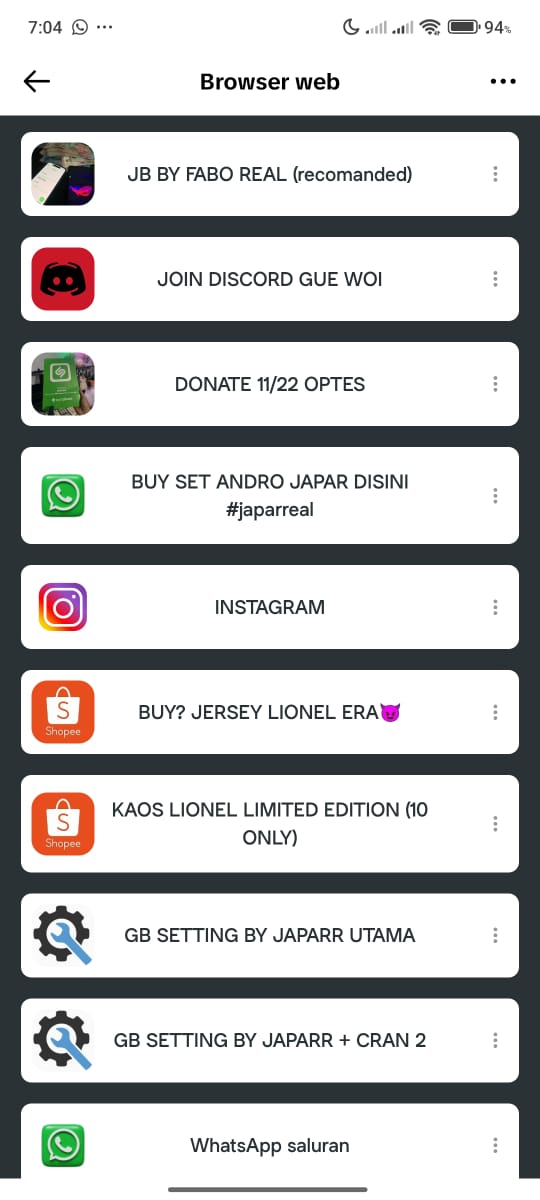 7:04
94%
Browser web
JB BY FABO REAL (recomanded)
JOIN DISCORD GUE WOI
DONATE 11/22 OPTES
BUY SET ANDRO JAPAR DISINI
#japarreal
INSTAGRAM
Shopee
BUY? JERSEY LIONEL ERA😈
Shopee
KAOS LIONEL LIMITED EDITION (10
ONLY)
GB SETTING BY JAPARR UTAMA
GB SETTING BY JAPARR + CRAN 2
WhatsApp saluran